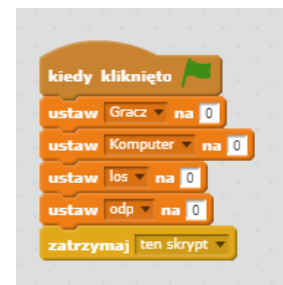 kiedy kliknięto
ustaw Gracz na 0
ustaw Komputer na 0
ustaw los na 0
ustaw odp na 0
zatrzymaj ten skrypt